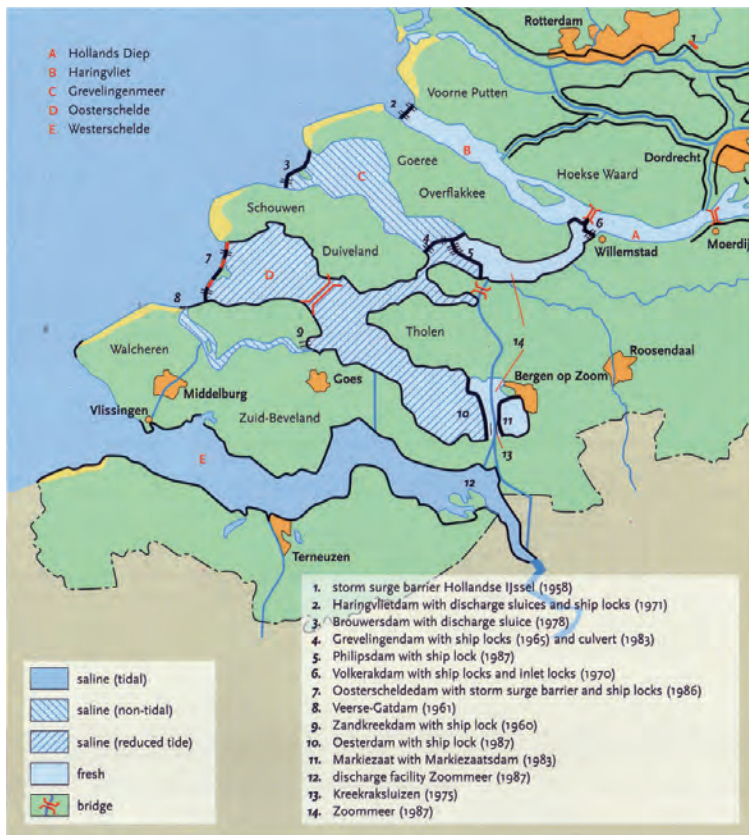 A Hollands Diep
B Haringvliet
C Grevelingenmeer
D Oosterschelde
E Westerschelde
Rotterdam
1
Voorne Putten
2
B
Dordrecht
Goeree
Hoekse Waard
3
C
Overflakkee
Schouwen
6
A
Willemstad
Moerdij
Duiveland
4
5
7
D
8
Tholen
14
9
Roosendaal
Walcheren
Bergen op Zoom
Middelburg
Goes
Vlissingen
Zuid-Beveland
10
11
13
E
12
Terneuzen
1. storm surge barrier Hollandse IJssel (1958)
2. Haringvlietdam with discharge sluices and ship locks (1971)
3. Brouwersdam with discharge sluice (1978)
4. Grevelingendam with ship locks (1965) and culvert (1983)
5. Philipsdam with ship lock (1987)
6. Volkerakdam with ship locks and inlet locks (1970)
7. Oosterscheldedam with storm surge barrier and ship locks (1986)
8. Veerse-Gatdam (1961)
9. Zandkreekdam with ship lock (1960)
10. Oesterdam with ship lock (1987)
11. Markiezaat with Markiezaatsdam (1983)
12. discharge facility Zoommeer (1987)
13. Kreekraksluizen (1975)
14. Zoommeer (1987)
saline (tidal)
saline (non-tidal)
saline (reduced tide)
fresh
bridge